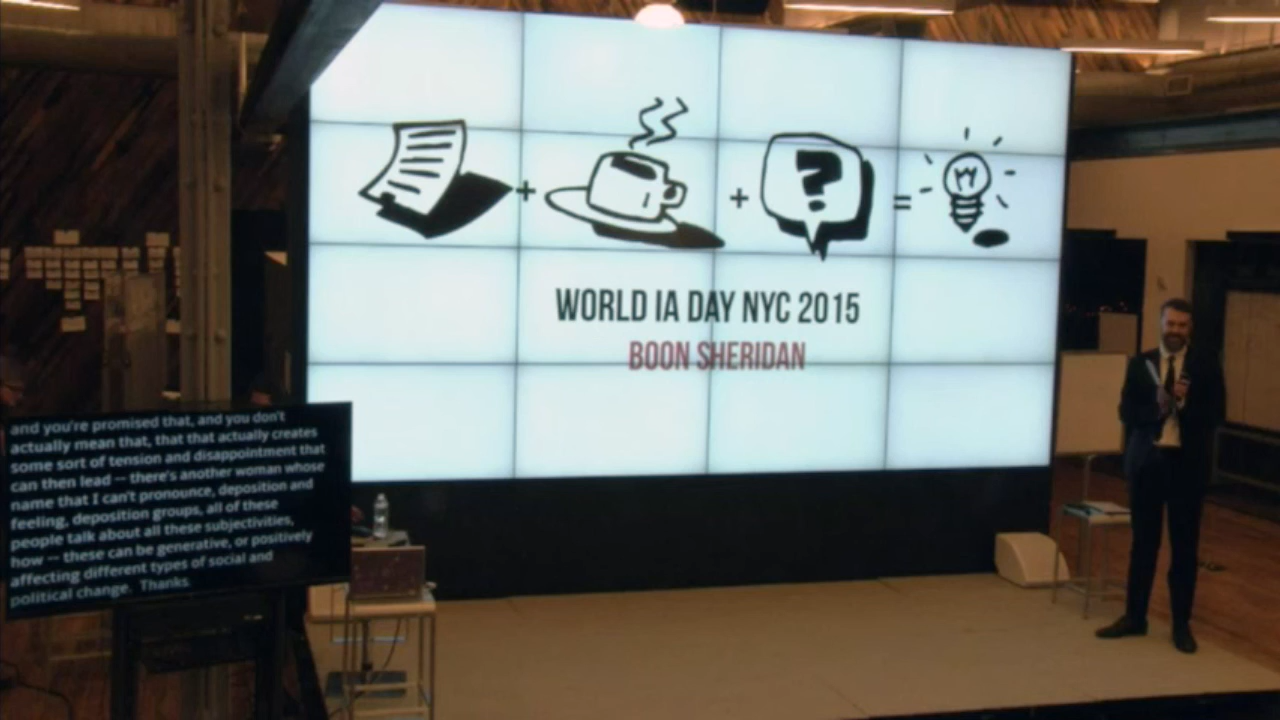 + + ? =
WORLD IA DAY NYC 2015
BOON SHERIDAN
and you're promised that, and you don't
actually mean that, that that actually creates
some sort of tension and disappointment that
can then lead -- there's another woman whose
name that I can't pronounce, deposition and
feeling, deposition groups, all of these
people talk about all these subjectivities,
how -- these can be generative, or positively
affecting different types of social and
political change. Thanks.